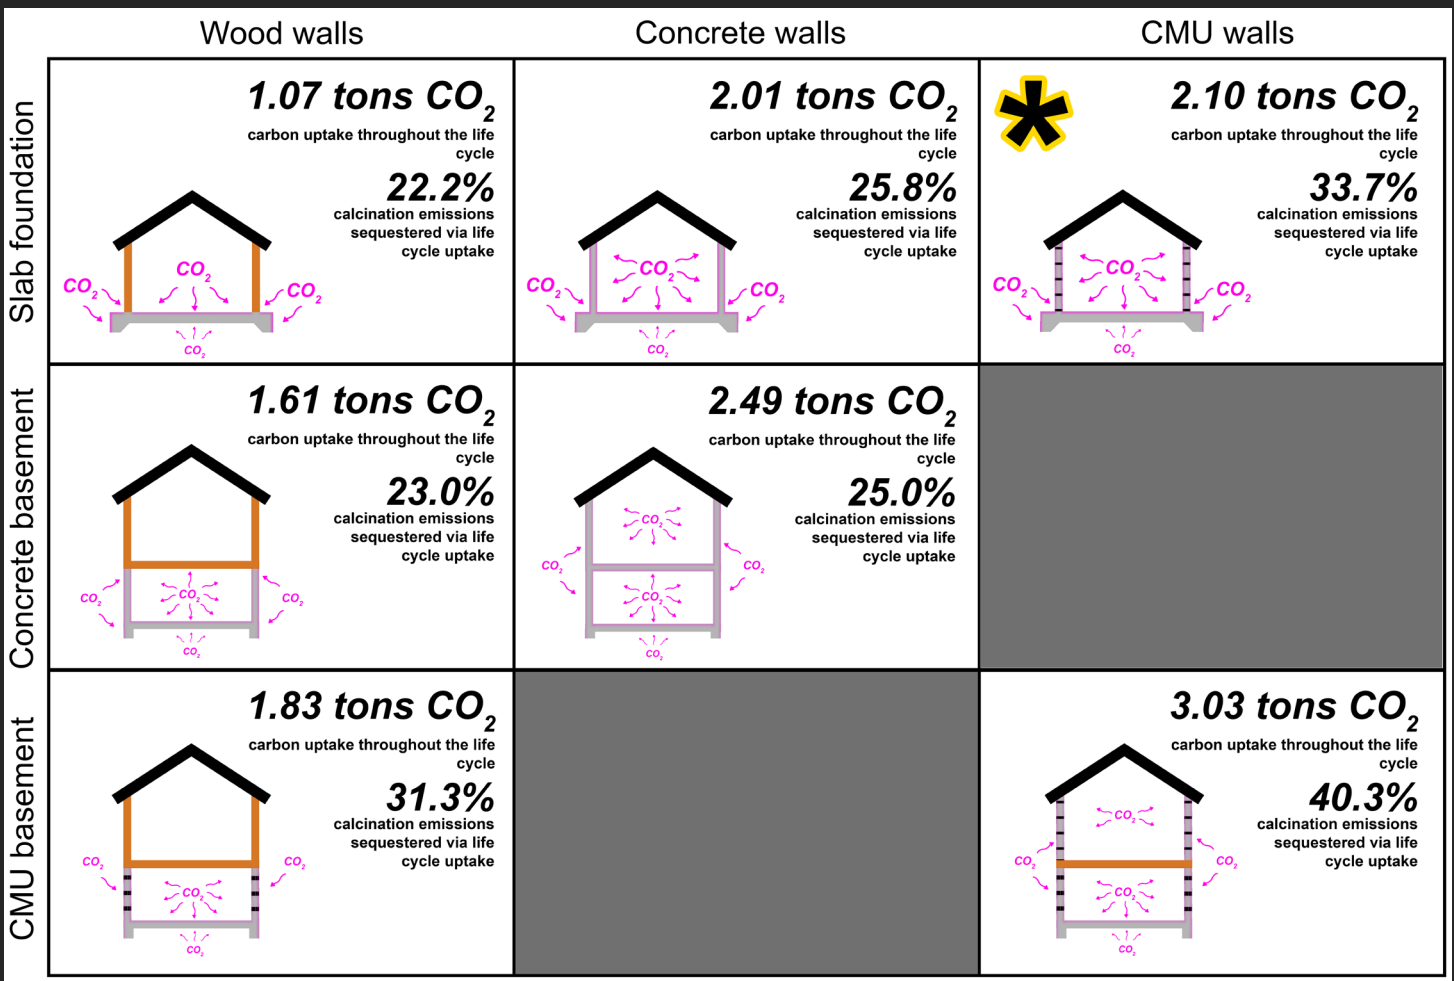 Wood walls
Concrete walls
CMU walls
Slab foundation
1.07 tons CO2
carbon uptake throughout the life
cycle
22.2%
calcination emissions
sequestered via life
cycle uptake
CO2
CO2
CO2
CO2
2.01 tons CO2
carbon uptake throughout the life
cycle
25.8%
calcination emissions
sequestered via life
cycle uptake
CO2
CO2
CO2
CO2
*
2.10 tons CO2
carbon uptake throughout the life
cycle
33.7%
calcination emissions
sequestered via life
cycle uptake
CO2
CO2
CO2
CO2
Concrete basement
1.61 tons CO2
carbon uptake throughout the life
cycle
23.0%
calcination emissions
sequestered via life
cycle uptake
CO2
CO2
CO2
CO2
2.49 tons CO2
carbon uptake throughout the life
cycle
25.0%
calcination emissions
sequestered via life
cycle uptake
CO2
CO2
CO2
CO2
CO2
CMU basement
1.83 tons CO2
carbon uptake throughout the life
cycle
31.3%
calcination emissions
sequestered via life
cycle uptake
CO2
CO2
CO2
CO2
3.03 tons CO2
carbon uptake throughout the life
cycle
40.3%
calcination emissions
sequestered via life
cycle uptake
CO2
CO2
CO2
CO2
CO2